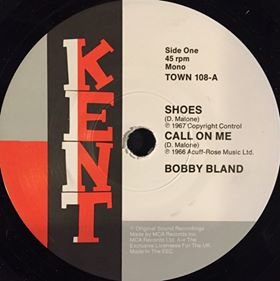 KENT
Side One
45 rpm
Mono
TOWN 108-A
SHOES
(D. Malone)
℗ 1967 Copyright Control
CALL ON ME
(D. Malone)
℗ 1966 Acuff-Rose Music Ltd.
BOBBY BLAND
℗ Original Sound Recordings
Made by MCA Records Inc.
MCA Records Ltd. Are The
Exclusive Licensees For The UK.
Made In The EEC.